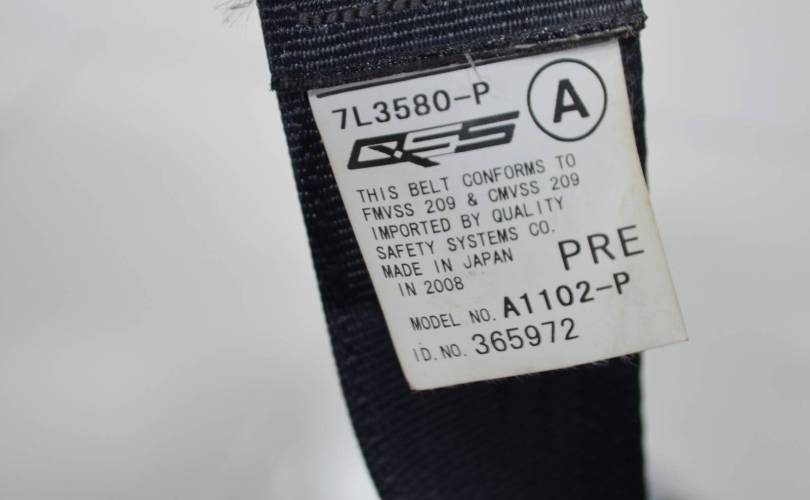 7L3580-P
A
QSS
THIS BELT CONFORMS TO
FMVSS 209 & CMVSS 209
IMPORTED BY QUALITY
SAFETY SYSTEMS CO.
MADE IN JAPAN
IN 2008
PRE
MODEL NO. A1102-P
ID.NO. 365972